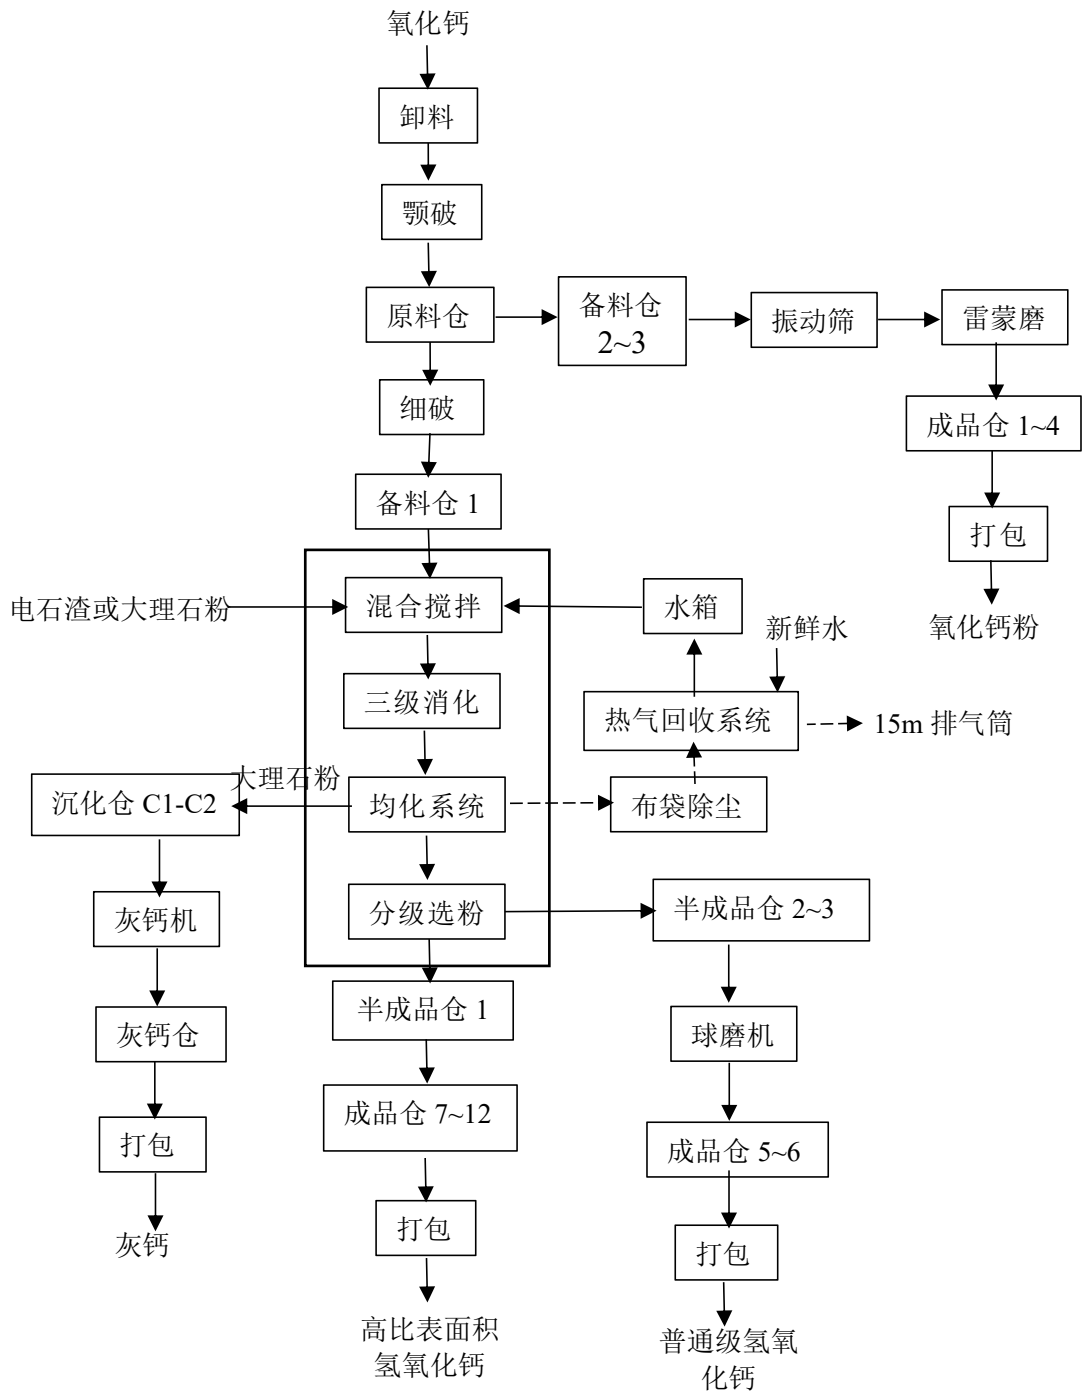 氧化钙
卸料
颚破
原料仓
备料仓
2~3
振动筛
雷蒙磨
细破
成品仓 1~4
备料仓 1
打包
电石渣或大理石粉
混合搅拌
水箱
新鲜水
氧化钙粉
三级消化
热气回收系统
15m 排气筒
大理石粉
沉化仓 C1-C2
均化系统
布袋除尘
灰钙机
分级选粉
半成品仓 2~3
半成品仓 1
灰钙仓
球磨机
成品仓 7~12
打包
成品仓 5~6
打包
灰钙
打包
高比表面积
氢氧化钙
普通级氢氧
化钙